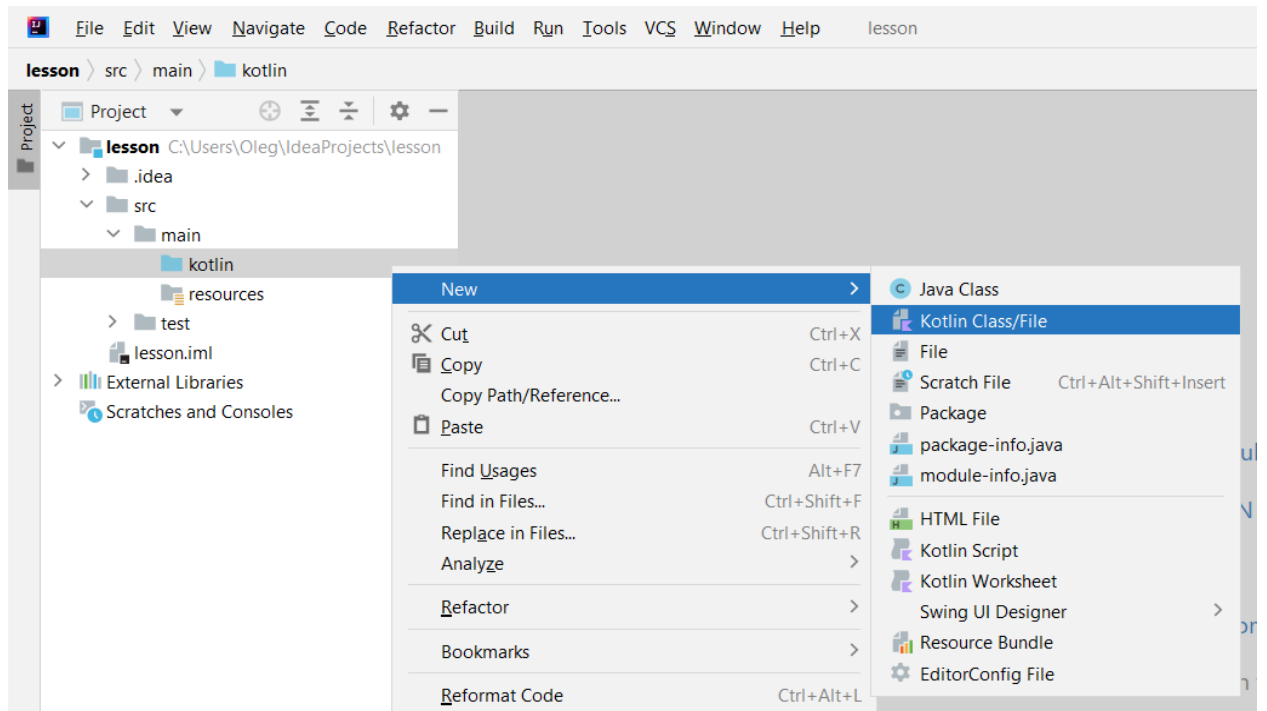 File Edit View Navigate Code Refactor Build Run Tools VCS Window Help lesson
lesson src main kotlin
Project
Project
lesson C:\Users\Oleg\IdeaProjects\lesson
.idea
src
main
kotlin
resources
test
lesson.iml
External Libraries
Scratches and Consoles
New
Cut Ctrl+X
Copy Ctrl+C
Copy Path/Reference...
Paste Ctrl+V
Find Usages Alt+F7
Find in Files... Ctrl+Shift+F
Replace in Files... Ctrl+Shift+R
Analyze
Refactor
Bookmarks
Reformat Code Ctrl+Alt+L
Java Class
Kotlin Class/File
File
Scratch File Ctrl+Alt+Shift+Insert
Package
package-info.java
module-info.java
HTML File
Kotlin Script
Kotlin Worksheet
Swing UI Designer
Resource Bundle
EditorConfig File